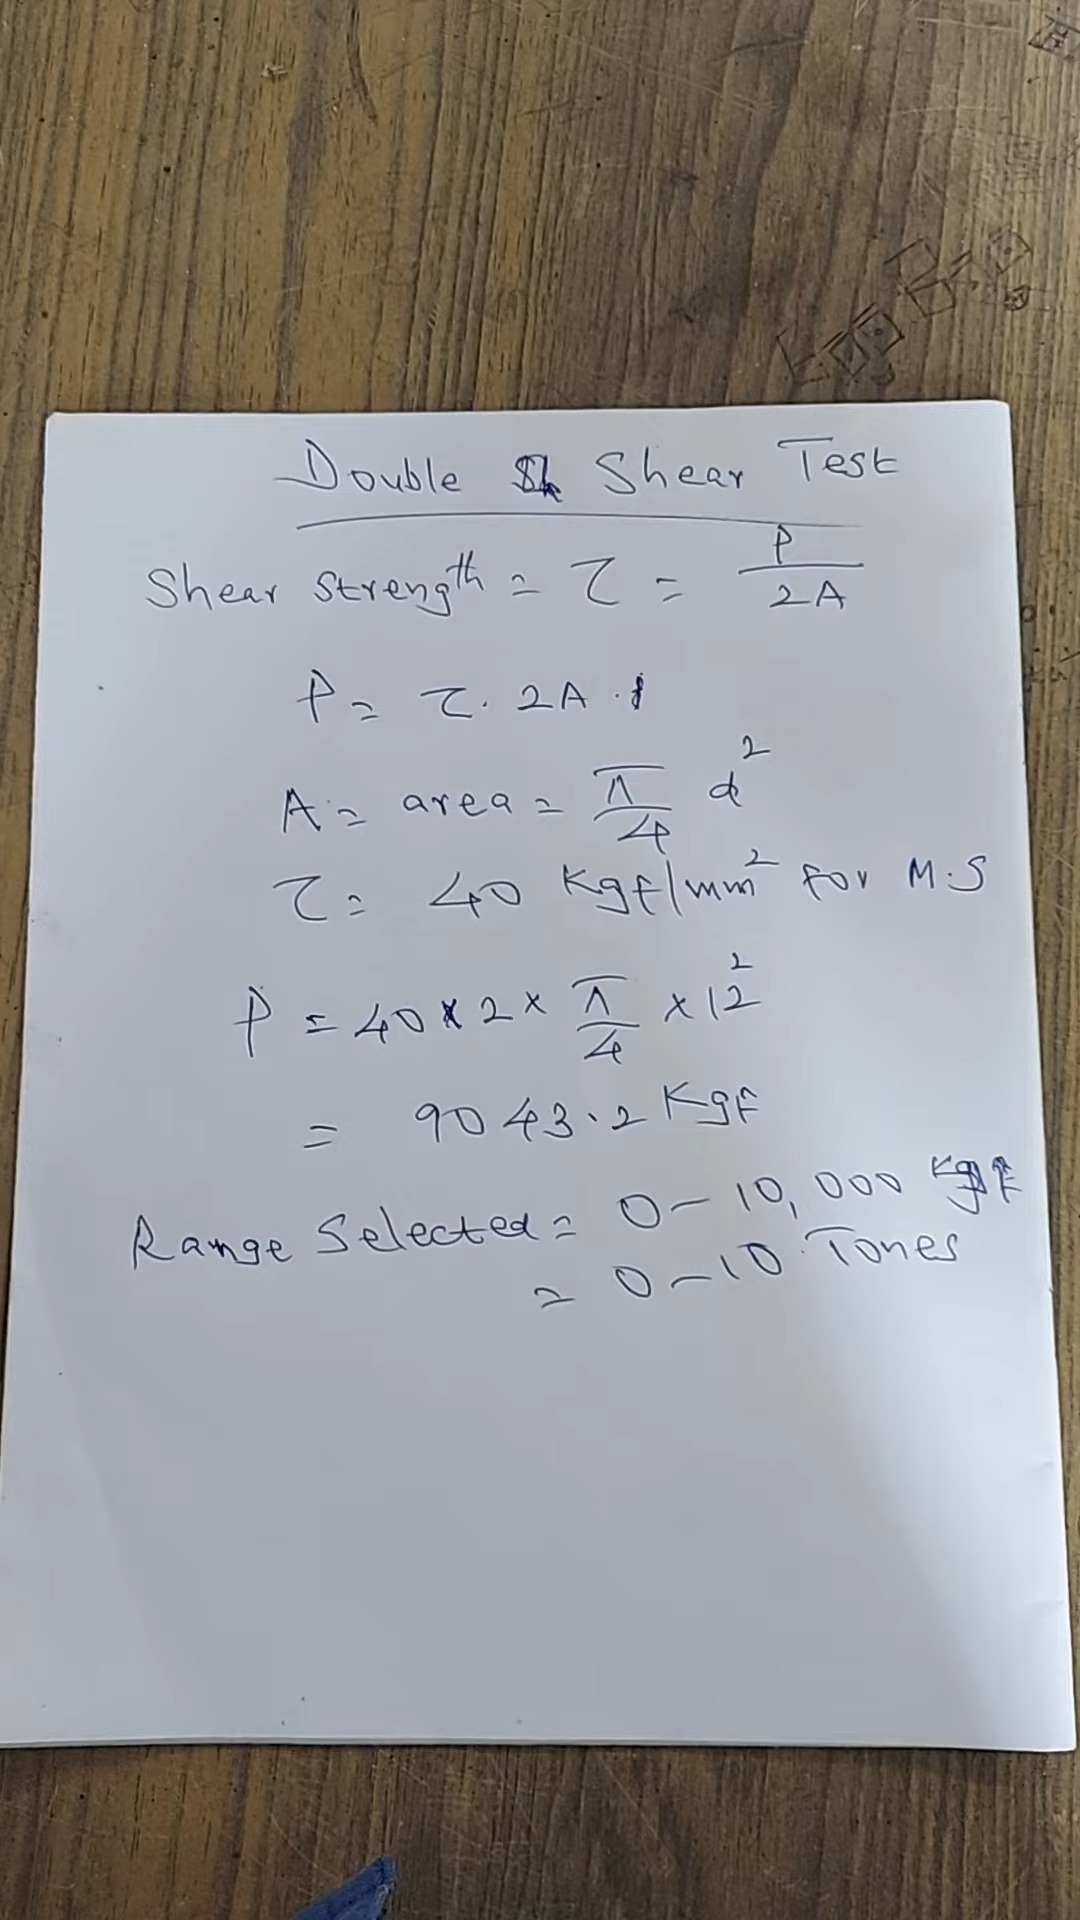 Double Shear Test
Shear strength = τ = P/2A
P = τ. 2A.
A = area = π/4 d²
τ = 40 Kgf/mm² for M.S
P = 40 × 2 × π/4 × 12²
= 9043.2 Kgf
Range Selected = 0 – 10,000 Kgf
= 0 – 10 Tones